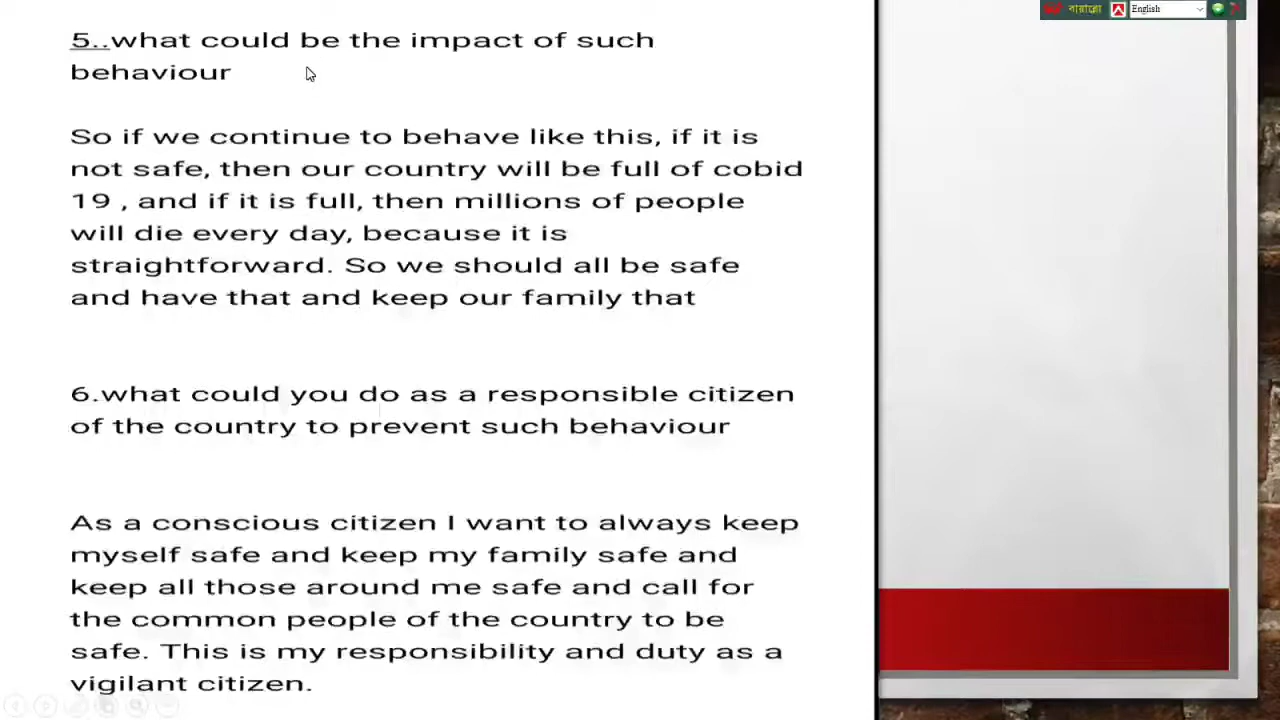 বায়ান্নো
English
5..what could be the impact of such
behaviour
So if we continue to behave like this, if it is
not safe, then our country will be full of cobid
19 , and if it is full, then millions of people
will die every day, because it is
straightforward. So we should all be safe
and have that and keep our family that
6.what could you do as a responsible citizen
of the country to prevent such behaviour
As a conscious citizen I want to always keep
myself safe and keep my family safe and
keep all those around me safe and call for
the common people of the country to be
safe. This is my responsibility and duty as a
vigilant citizen.